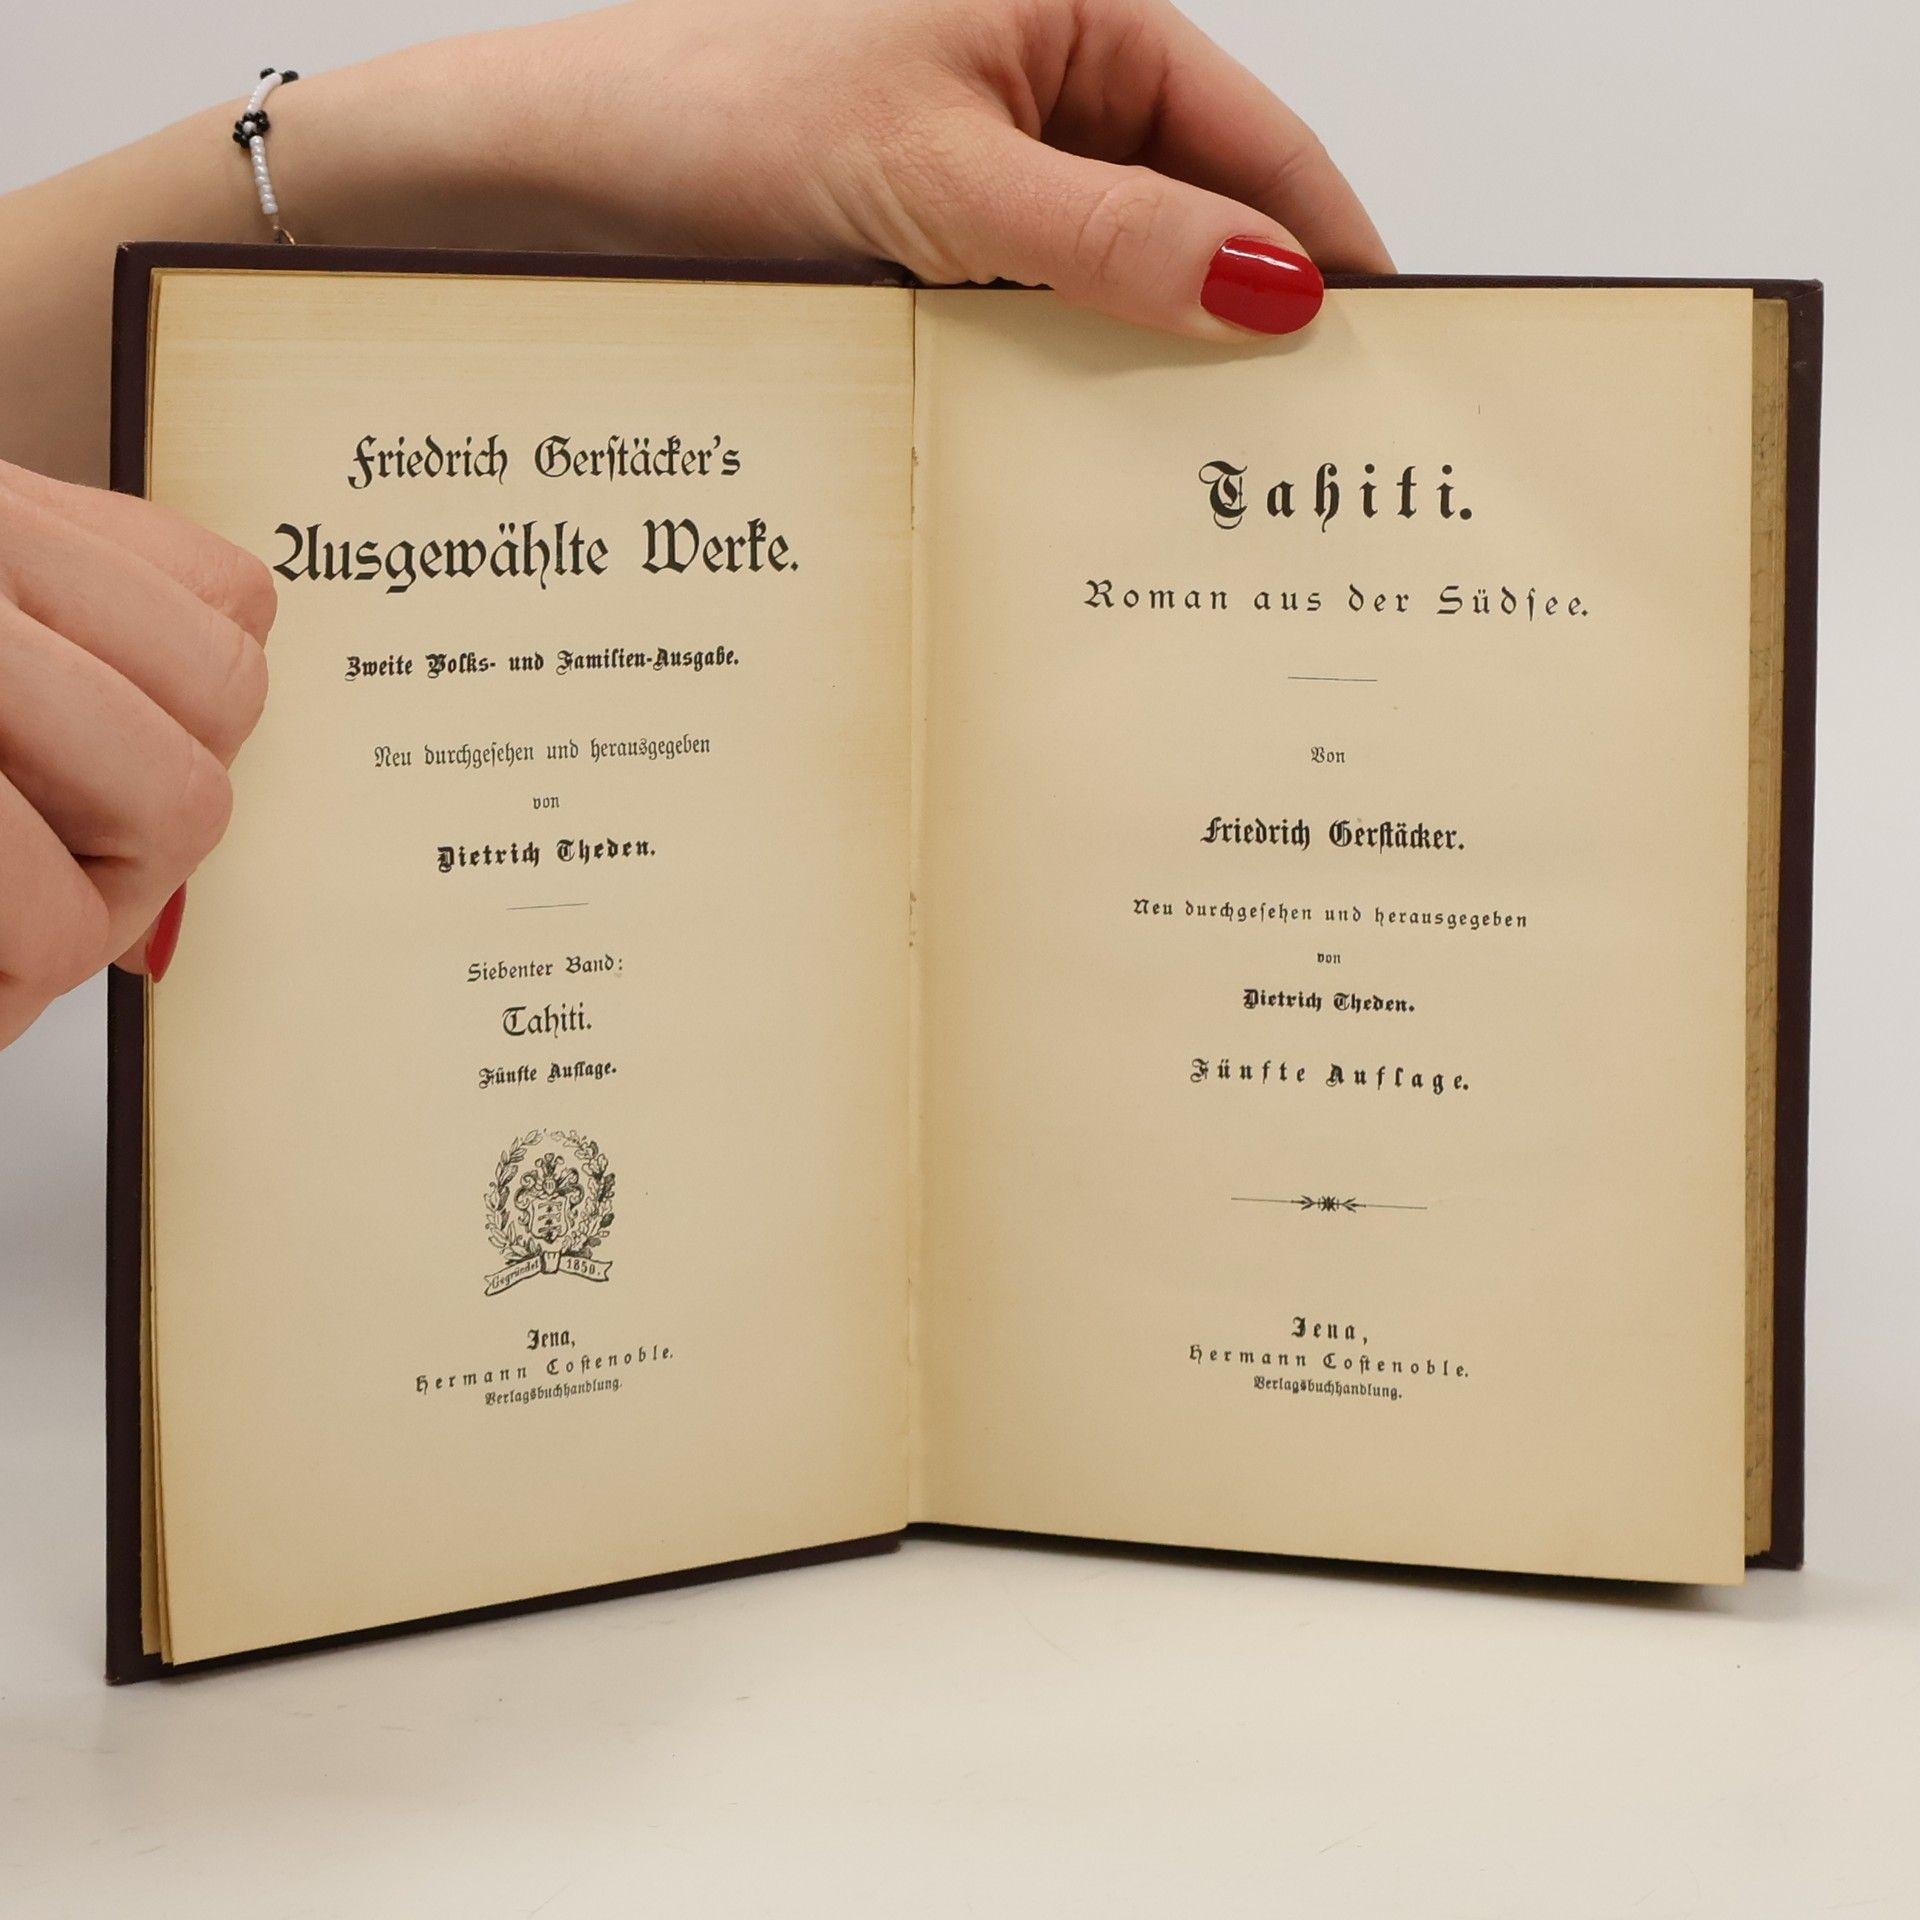 Friedrich Gerstäcker's
Ausgewählte Werke.
Zweite Volks- und Familien-Ausgabe.
Neu durchgesehen und herausgegeben
von
Dietrich Theden.
Siebenter Band:
Tahiti.
Fünfte Auflage.
Gegründet 1850.
Jena,
Hermann Costenoble.
Verlagsbuchhandlung.
Tahiti.
Roman aus der Südsee.
Von
Friedrich Gerstäcker.
Neu durchgesehen und herausgegeben
von
Dietrich Theden.
Fünfte Auflage.
Jena,
Hermann Costenoble.
Verlagsbuchhandlung.